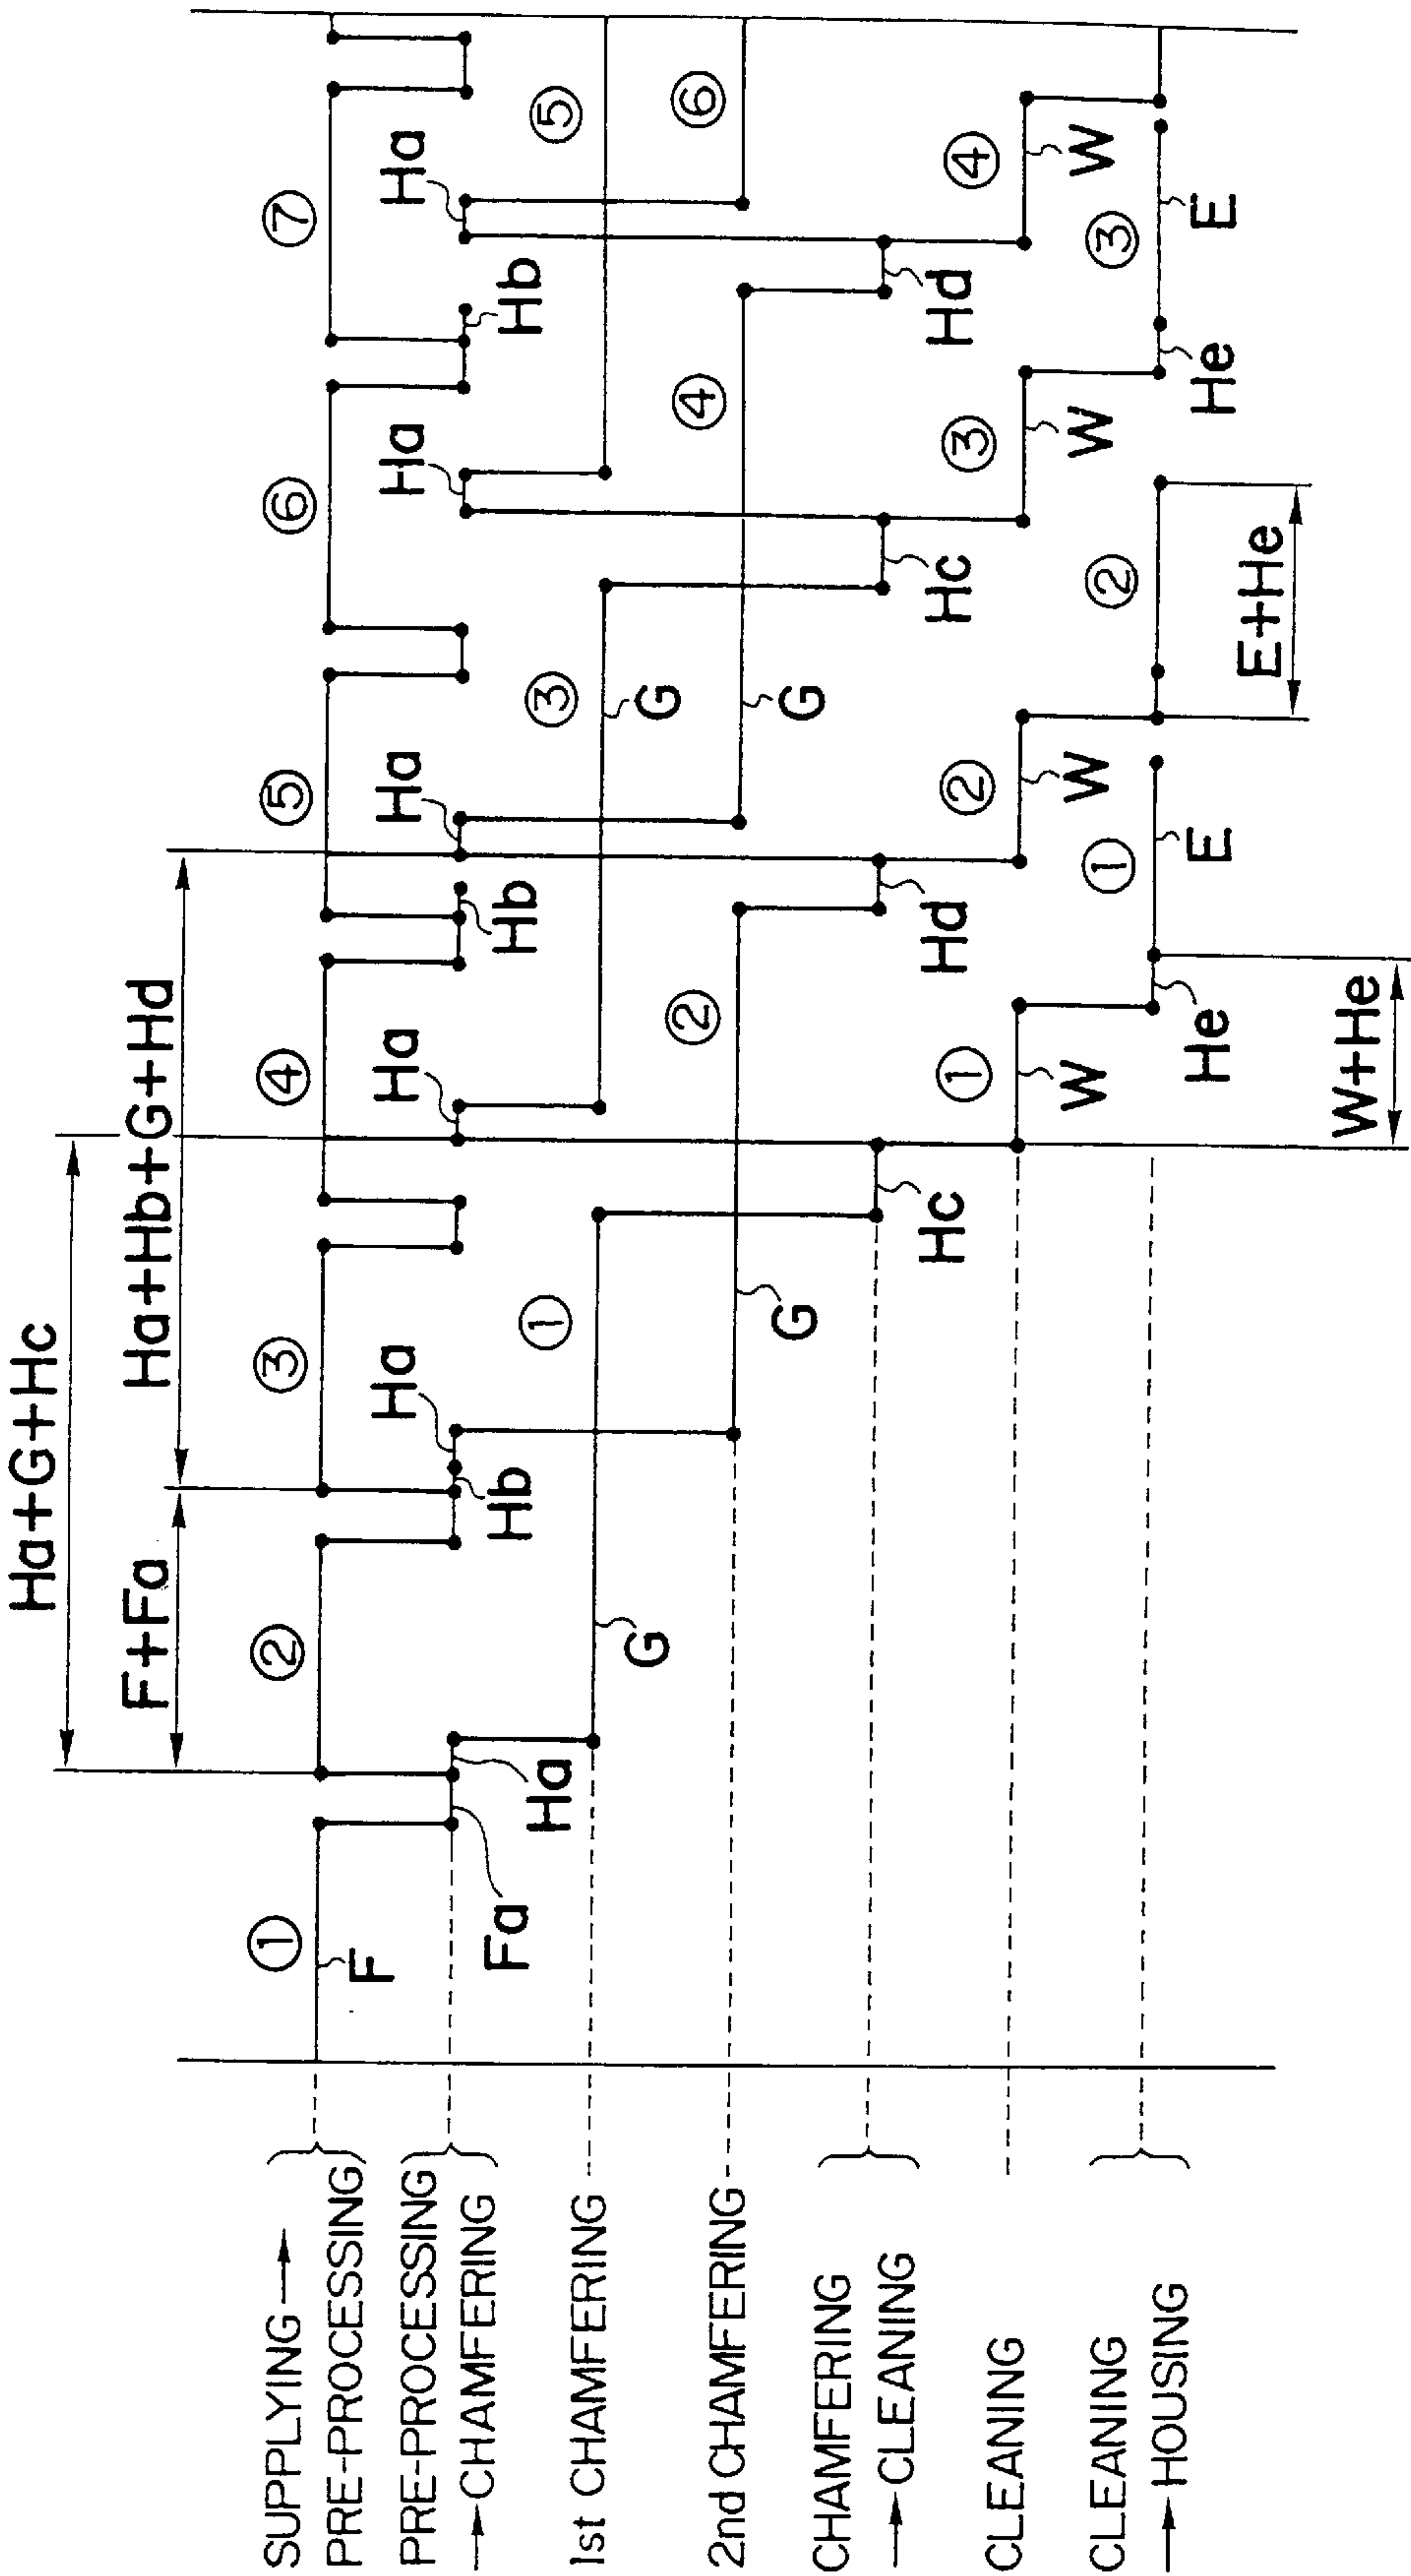 Ha+G+Hc
F+Fa
Ha+Hb+G+Hd
SUPPLYING →
① ② ③ ④ ⑤ ⑥ ⑦
PRE-PROCESSING
F
PRE-PROCESSING
Ha Ha Ha Ha Ha
→ CHAMFERING
Fa Ha Hb Hb Hb
① ③ ⑤
1st CHAMFERING
G G
② ④ ⑥
2nd CHAMFERING
G G
CHAMFERING
→ CLEANING
Hc Hd Hc Hd
① ② ③ ④
CLEANING
W W W W
CLEANING
① ② ③
→ HOUSING
He E He E
E+He
W+He